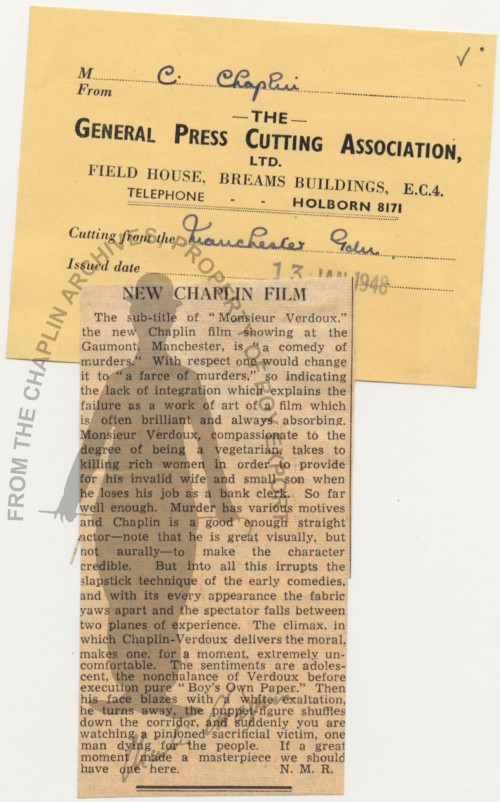 ✓
M C. Chaplin
From
— THE —
GENERAL PRESS CUTTING ASSOCIATION,
LTD.
FIELD HOUSE, BREAMS BUILDINGS, E.C.4.
TELEPHONE - - HOLBORN 8171
Cutting from the Manchester Gdn.
Issued date 13 JAN 1948
NEW CHAPLIN FILM
The sub-title of "Monsieur Verdoux,"
the new Chaplin film showing at the
Gaumont, Manchester, is "a comedy of
murders." With respect one would change
it to "a farce of murders," so indicating
the lack of integration which explains the
failure as a work of art of a film which
is often brilliant and always absorbing.
Monsieur Verdoux, compassionate to the
degree of being a vegetarian, takes to
killing rich women in order to provide
for his invalid wife and small son when
he loses his job as a bank clerk. So far
well enough. Murder has various motives
and Chaplin is a good enough straight
actor—note that he is great visually, but
not aurally—to make the character
credible. But into all this irrupts the
slapstick technique of the early comedies,
and with its every appearance the fabric
yaws apart and the spectator falls between
two planes of experience. The climax, in
which Chaplin-Verdoux delivers the moral,
makes one, for a moment, extremely un-
comfortable. The sentiments are adoles-
cent, the nonchalance of Verdoux before
execution pure "Boy's Own Paper." Then
his face blazes with a white exaltation,
he turns away, the puppet-figure shuffles
down the corridor, and suddenly you are
watching a pinioned sacrificial victim, one
man dying for the people. If a great
moment made a masterpiece we should
have one here. N. M. R.
FROM THE CHAPLIN ARCHIVES, PROPERTY OF ROY EXPORT